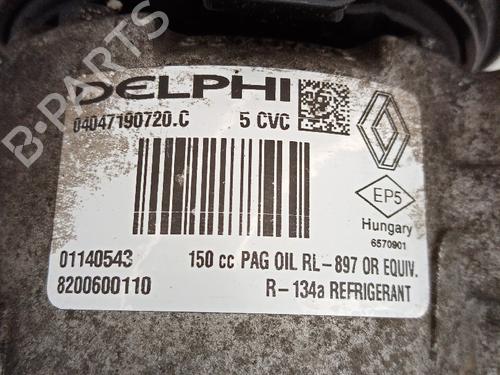 DELPHI
04047190720.C 5 CVC
EP5
Hungary
6570901
01140543 150 cc PAG OIL RL-897 OR EQUIV.
8200600110 R-134a REFRIGERANT
B-PARTS